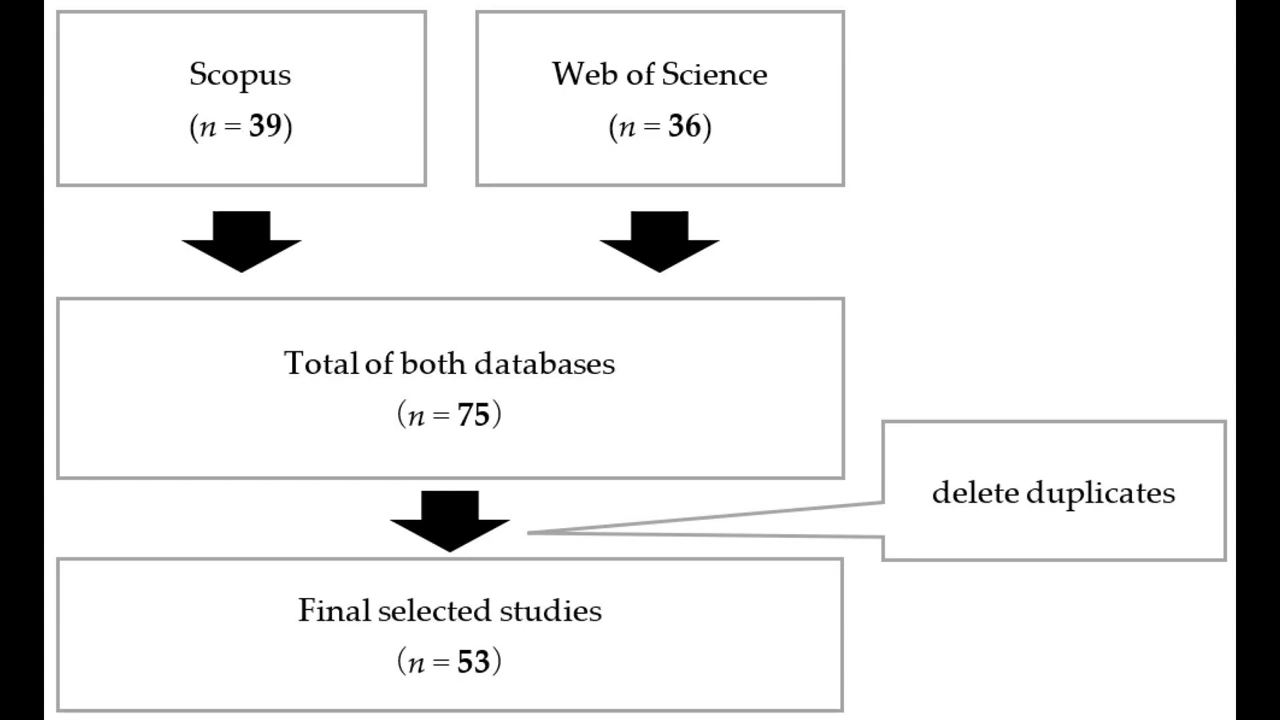 Scopus
(n = 39)
Web of Science
(n = 36)
Total of both databases
(n = 75)
delete duplicates
Final selected studies
(n = 53)